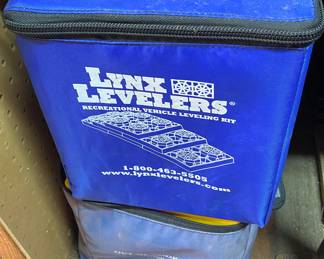 LYNX
LEVELERS®
RECREATIONAL VEHICLE LEVELING KIT
1-800-463-5505
www.lynxlevelers.com